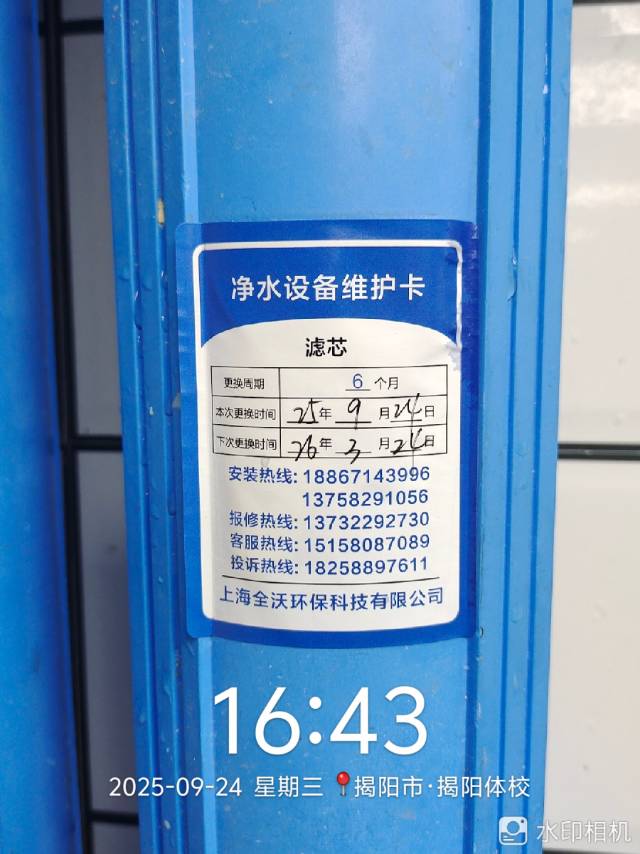 净水设备维护卡
滤芯
更换周期 6 个月
本次更换时间 25年 9 月 24日
下次更换时间 26年 3 月 24日
安装热线: 18867143996
13758291056
报修热线: 13732292730
客服热线: 15158087089
投诉热线: 18258897611
上海全沃环保科技有限公司
16:43
2025-09-24 星期三 揭阳市·揭阳体校
水印相机